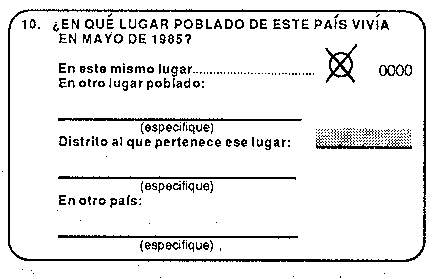 10. ¿EN QUÉ LUGAR POBLADO DE ESTE PAÍS VIVÍA
EN MAYO DE 1985?
En este mismo lugar.............................. 0000
En otro lugar poblado:
(especifique)
Distrito al que pertenece ese lugar:
(especifique)
En otro país:
(especifique)